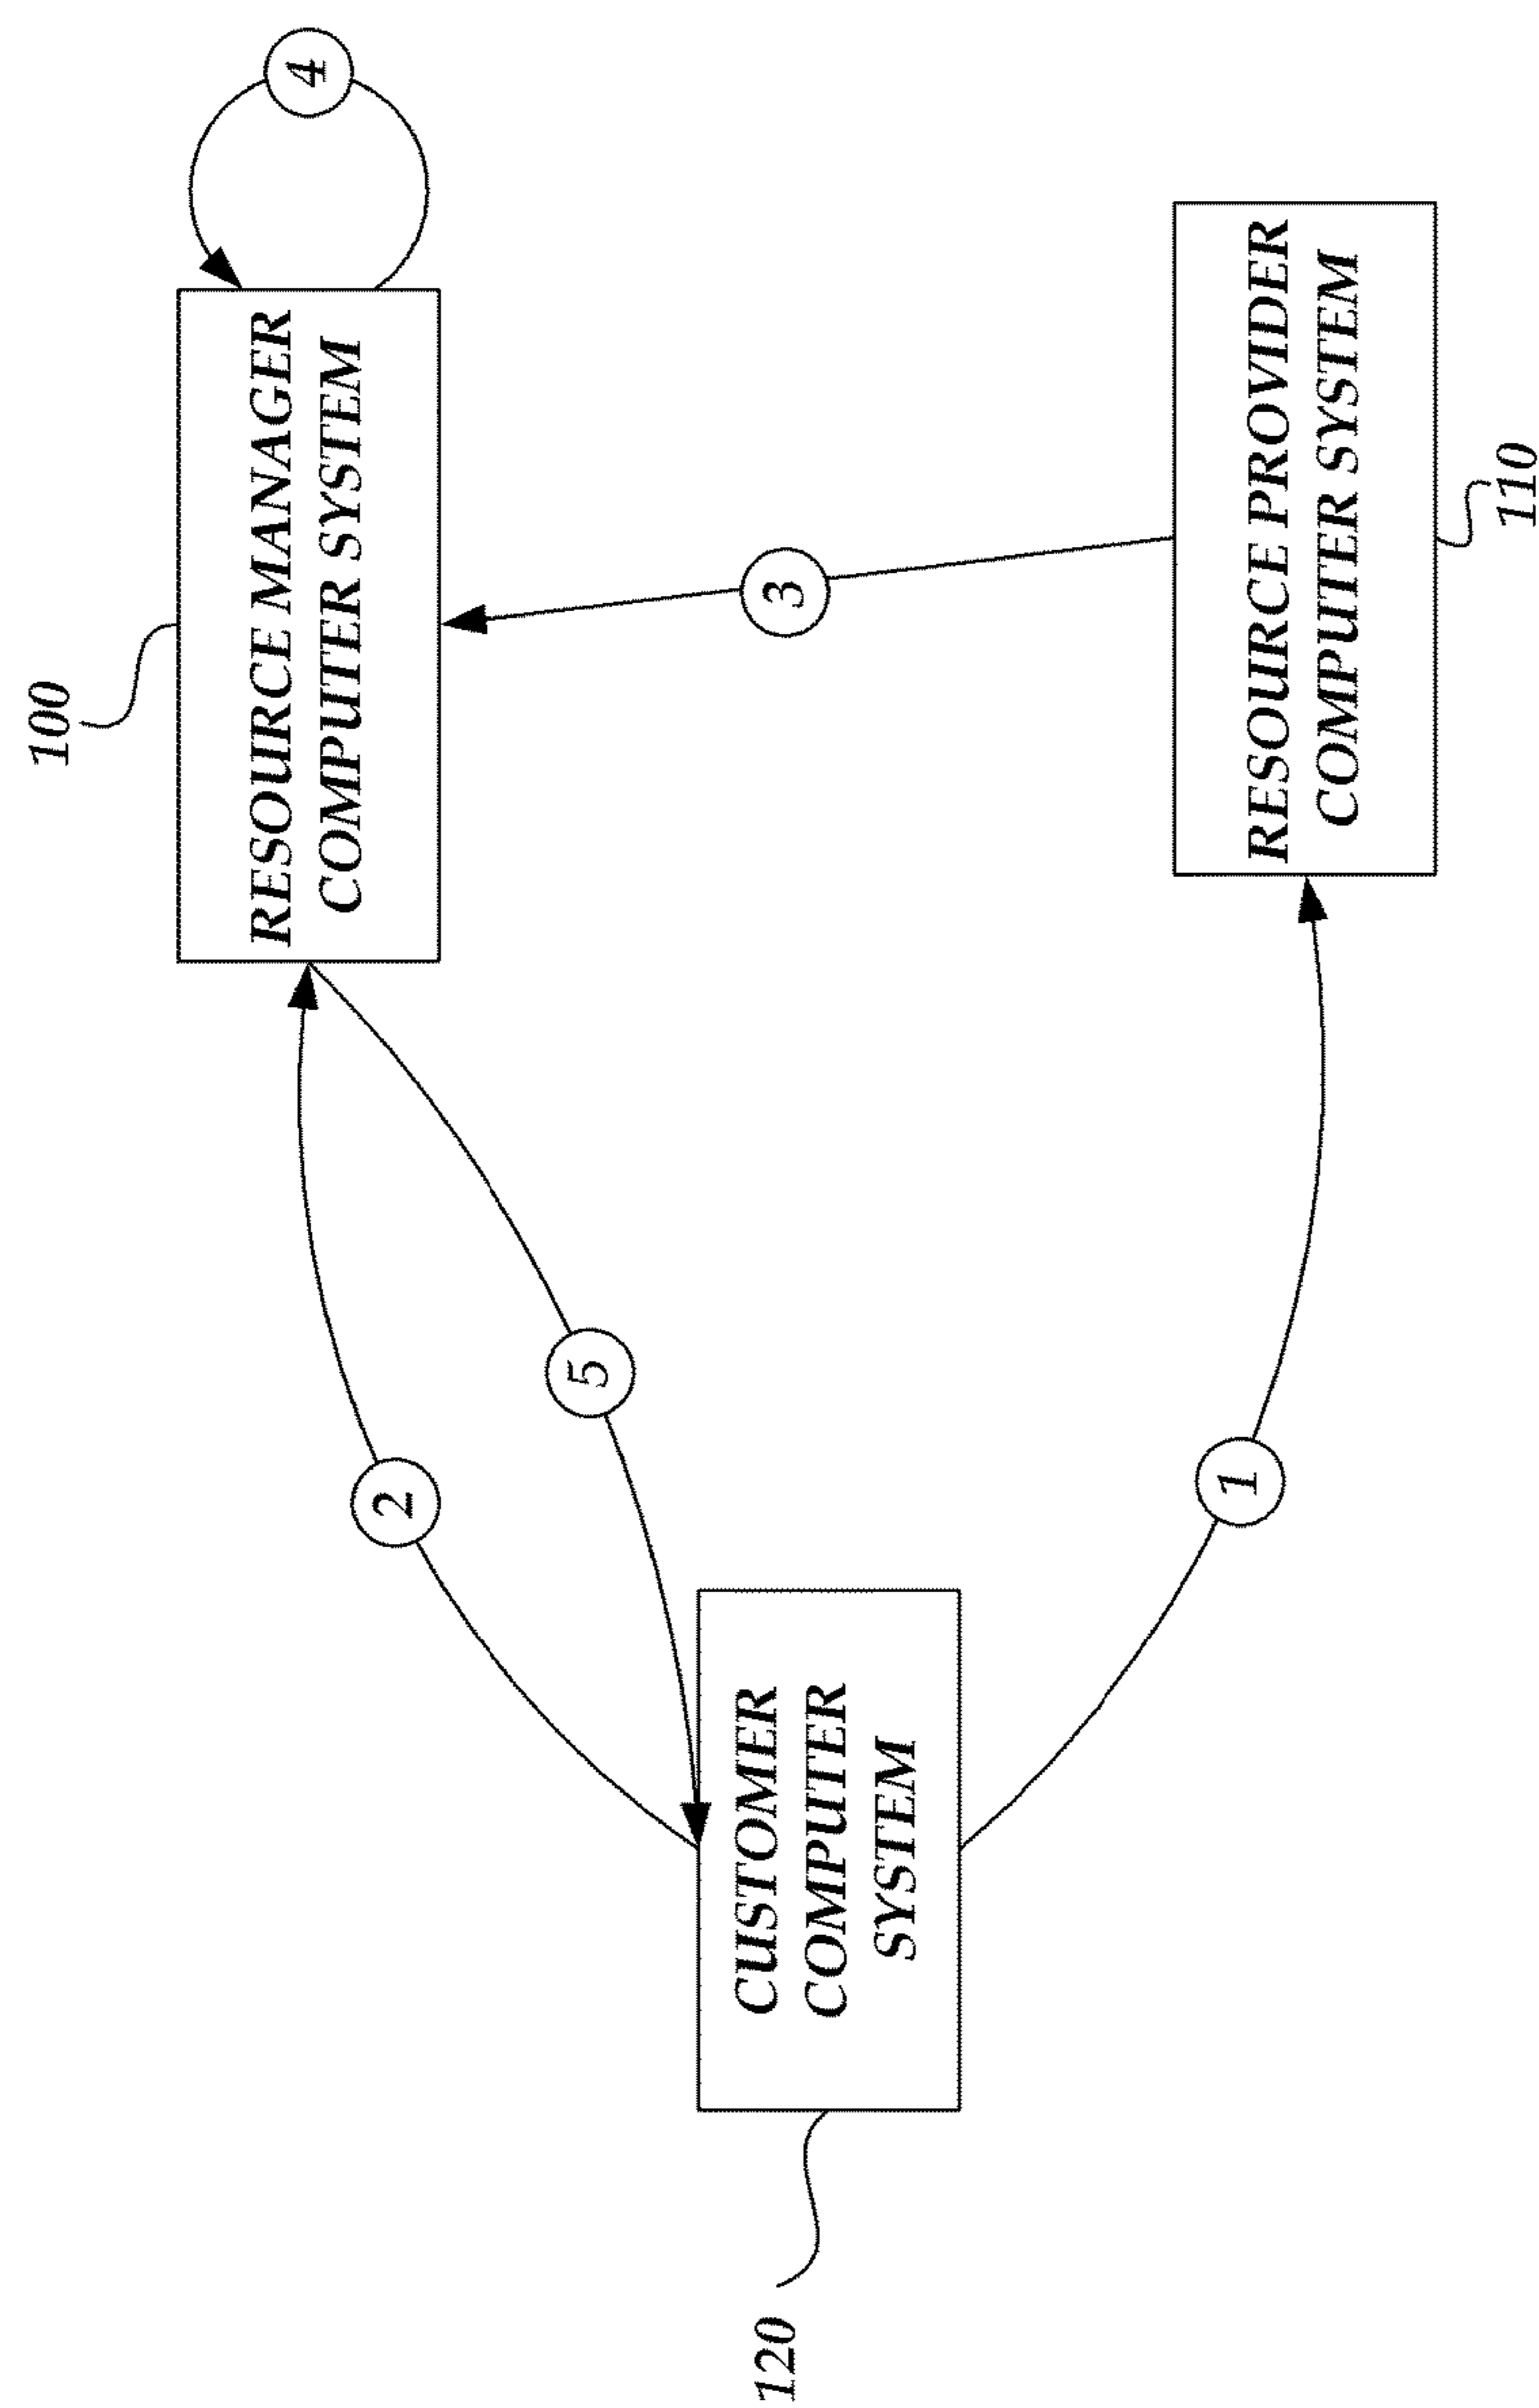 100
RESOURCE MANAGER
COMPUTER SYSTEM
4
2
5
3
CUSTOMER
COMPUTER
SYSTEM
120
1
RESOURCE PROVIDER
COMPUTER SYSTEM
110